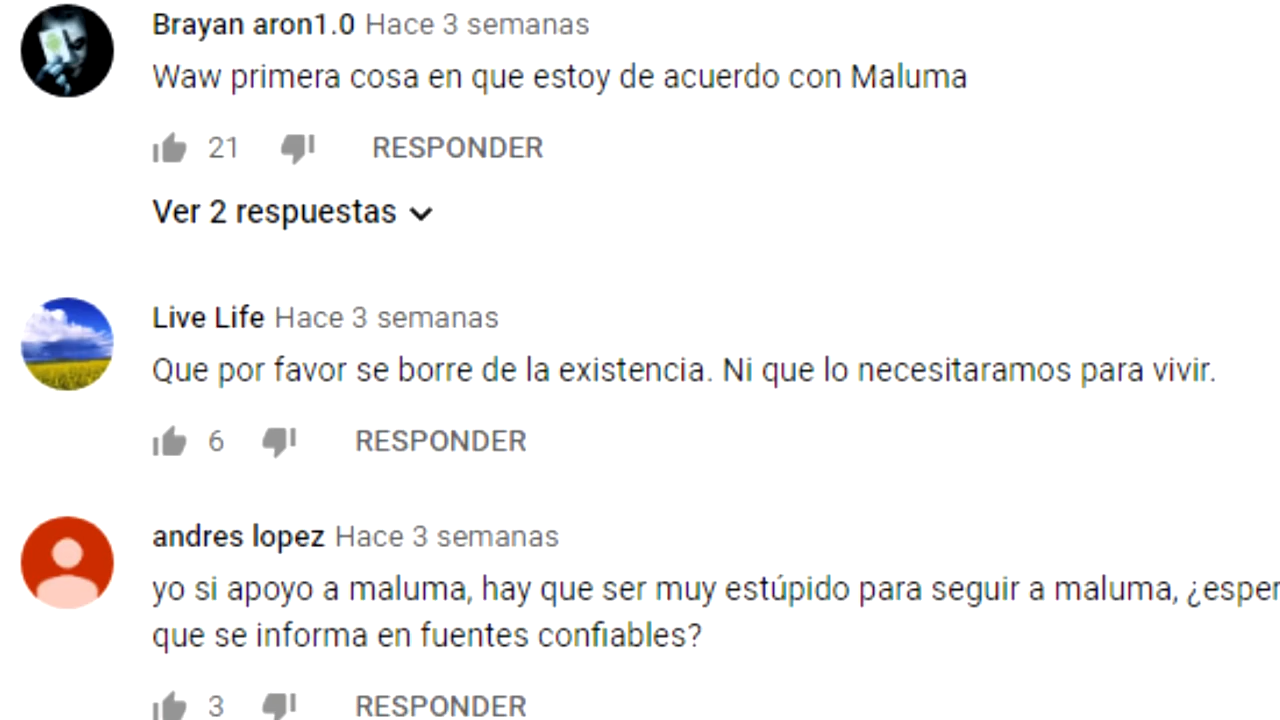 Brayan aron1.0 Hace 3 semanas
Waw primera cosa en que estoy de acuerdo con Maluma
21 RESPONDER
Ver 2 respuestas
Live Life Hace 3 semanas
Que por favor se borre de la existencia. Ni que lo necesitaramos para vivir.
6 RESPONDER
andres lopez Hace 3 semanas
yo si apoyo a maluma, hay que ser muy estúpido para seguir a maluma,
que se informa en fuentes confiables?
3 RESPONDER